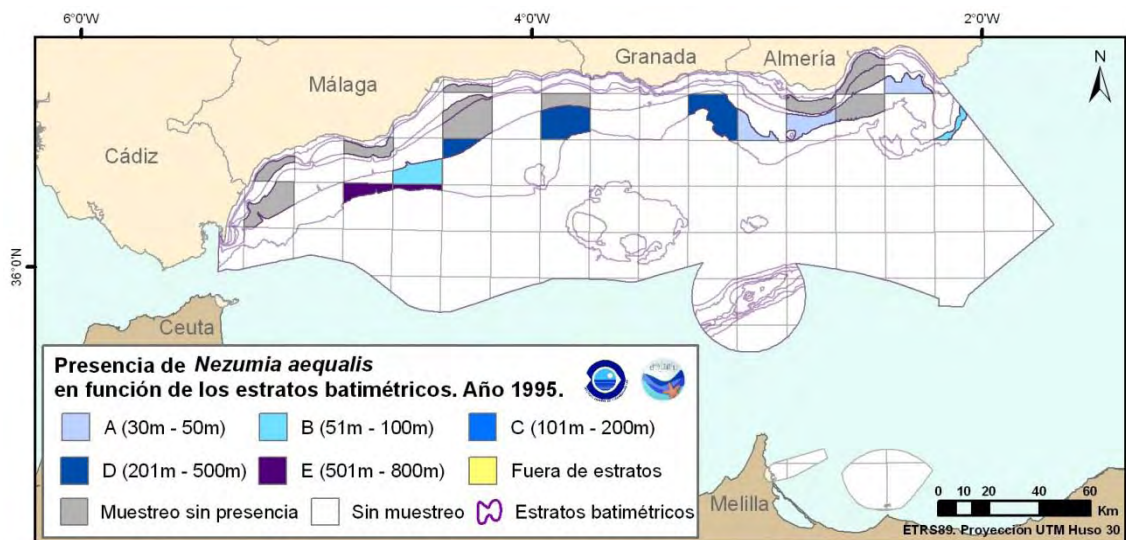 6°0'W 4°0'W 2°0'W
N
Granada Almería
Málaga
Cádiz
36°0'N
Ceuta
Presencia de Nezumia aequalis
en función de los estratos batimétricos. Año 1995.
A (30m - 50m) B (51m - 100m) C (101m - 200m)
D (201m - 500m) E (501m - 800m) Fuera de estratos
Muestreo sin presencia Sin muestreo Estratos batimétricos
Melilla
0 10 20 40 60
Km
ETRS89. Proyección UTM Huso 30